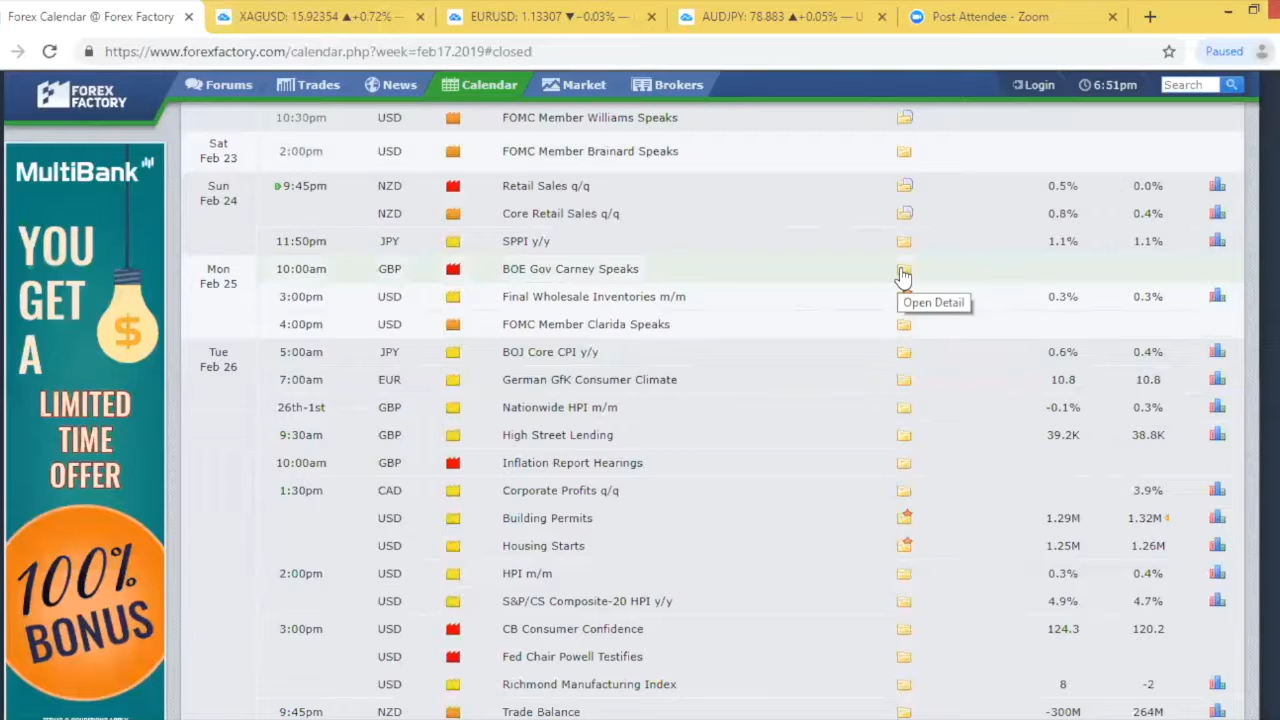 Forex Calendar @ Forex Factory
XAGUSD: 15.92354 ▲+0.72% —
EURUSD: 1.13307 ▼−0.03% —
AUDJPY: 78.883 ▲+0.05% — U
Post Attendee - Zoom
https://www.forexfactory.com/calendar.php?week=feb17.2019#closed
Paused
FOREX FACTORY
Forums
Trades
News
Calendar
Market
Brokers
Login
6:51pm
Search
10:30pm USD FOMC Member Williams Speaks
Sat Feb 23 2:00pm USD FOMC Member Brainard Speaks
Sun Feb 24 9:45pm NZD Retail Sales q/q 0.5% 0.0%
NZD Core Retail Sales q/q 0.8% 0.4%
11:50pm JPY SPPI y/y 1.1% 1.1%
Mon Feb 25 10:00am GBP BOE Gov Carney Speaks
Open Detail
3:00pm USD Final Wholesale Inventories m/m 0.3% 0.3%
4:00pm USD FOMC Member Clarida Speaks
Tue Feb 26 5:00am JPY BOJ Core CPI y/y 0.6% 0.4%
7:00am EUR German GfK Consumer Climate 10.8 10.8
26th-1st GBP Nationwide HPI m/m -0.1% 0.3%
9:30am GBP High Street Lending 39.2K 38.8K
10:00am GBP Inflation Report Hearings
1:30pm CAD Corporate Profits q/q 3.9%
USD Building Permits 1.29M 1.32M
USD Housing Starts 1.25M 1.26M
2:00pm USD HPI m/m 0.3% 0.4%
USD S&P/CS Composite-20 HPI y/y 4.9% 4.7%
3:00pm USD CB Consumer Confidence 124.3 120.2
USD Fed Chair Powell Testifies
USD Richmond Manufacturing Index 8 -2
9:45pm NZD Trade Balance -300M 264M
MultiBank
YOU
GET
A
$
LIMITED
TIME
OFFER
100%
BONUS